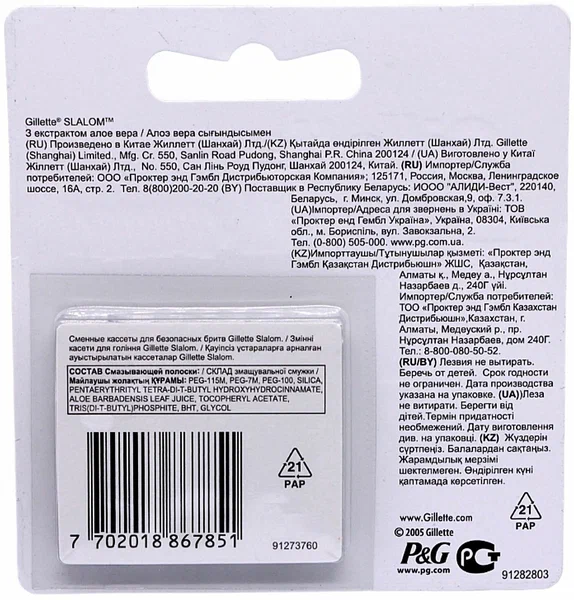 Gillette® SLALOM™
З екстрактом алое вера / Алоэ вера сығындысымен
(RU) Произведено в Китае Жиллетт (Шанхай) Лтд./(KZ) Қытайда өндірілген Жиллетт (Шанхай) Лтд. Gillette
(Shanghai) Limited., Mfg. Cr. 550, Sanlin Road Pudong, Shanghai P.R. China 200124 / (UA) Виготовлено у Китаї
Жиллетт (Шанхай) Лтд., No. 550, Сан Лінь Роуд Пудонг, Шанхай 200124, Китай. (RU) Импортер/Служба
потребителей: ООО «Проктер энд Гэмбл Дистрибьюторская Компания»; 125171, Россия, Москва, Ленинградское
шоссе, 16А, стр. 2. Тел. 8(800)200-20-20 (BY) Поставщик в Республику Беларусь: ИООО "АЛИДИ-Вест", 220140,
Беларусь, г. Минск, ул. Домбровская,9, оф. 7.3.1.
(UA)Імпортер/Адреса для звернень в Україні: ТОВ
«Проктер енд Гембл Україна», Україна, 08304, Київська
обл., м. Бориспіль, вул. Завокзальна, 2.
Тел. (0-800) 505-000. www.pg.com.ua
(KZ)Импорттаушы/Тұтынушылар қызметі: «Проктер энд
Гэмбл Қазақстан Дистрибьюшн» ЖШС, Қазақстан,
Алматы қ., Медеу а., Нұрсұлтан
Назарбаев д., 240Г үйі.
Импортер/Служба потребителей:
ТОО «Проктер энд Гэмбл Казахстан
Дистрибьюшн»,Казахстан, г.
Алматы, Медеуский р., пр.
Нұрсұлтан Назарбаев, дом 240Г.
Тел.: 8-800-080-50-52.
(RU/BY) Лезвия не вытирать.
Беречь от детей. Срок годности
не ограничен. Дата производства
указана на упаковке. (UA))Леза
не витирати. Берегти від
дітей.Термін придатності
необмежений. Дату виготовлення
див. на упаковці. (KZ) Жүздерін
сүртпеңіз. Балалардан сақтаңыз.
Жарамдылық мерзімі
шектелмеген. Өндірілген күні
қаптамада көрсетілген.
Сменные кассеты для безопасных бритв Gillette Slalom. / Змінні
касети для гоління Gillette Slalom. / Қауіпсіз ұстараларға арналған
ауыстырылатын кассеталар Gillette Slalom.
СОСТАВ Смазывающей полоски: / СКЛАД змащувальної смужки /
Майлаушы жолақтың ҚҰРАМЫ: PEG-115M, PEG-7M, PEG-100, SILICA,
PENTAERYTHRITYL TETRA-DI-T-BUTYL HYDROXYHYDROCINNAMATE,
ALOE BARBADENSIS LEAF JUICE, TOCOPHERYL ACETATE,
TRIS(DI-T-BUTYL)PHOSPHITE, BHT, GLYCOL
21
PAP
7 702018 867851
91273760
21
PAP
www.Gillette.com
© 2005 Gillette
P&G
www.pg.com
РСТ
91282803